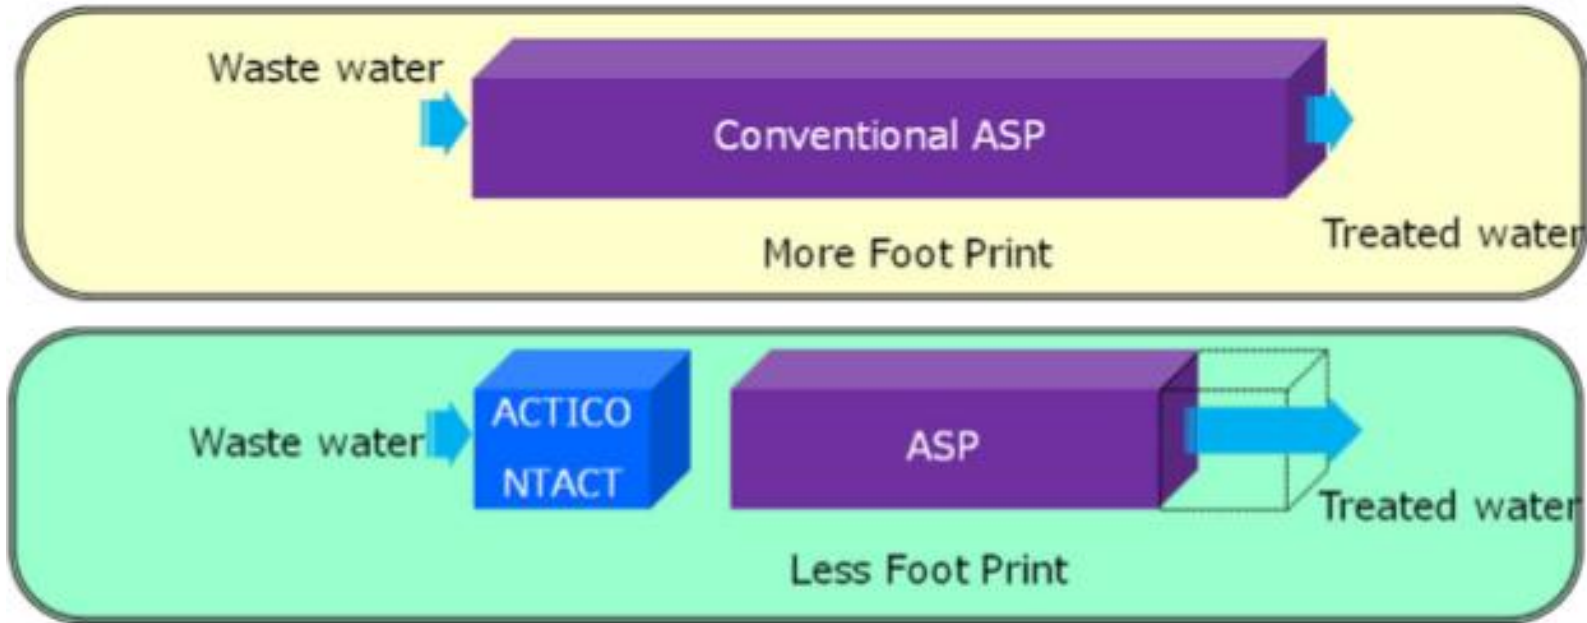 Waste water
Conventional ASP
Treated water
More Foot Print
ACTICO
NTACT
Waste water
ASP
Treated water
Less Foot Print